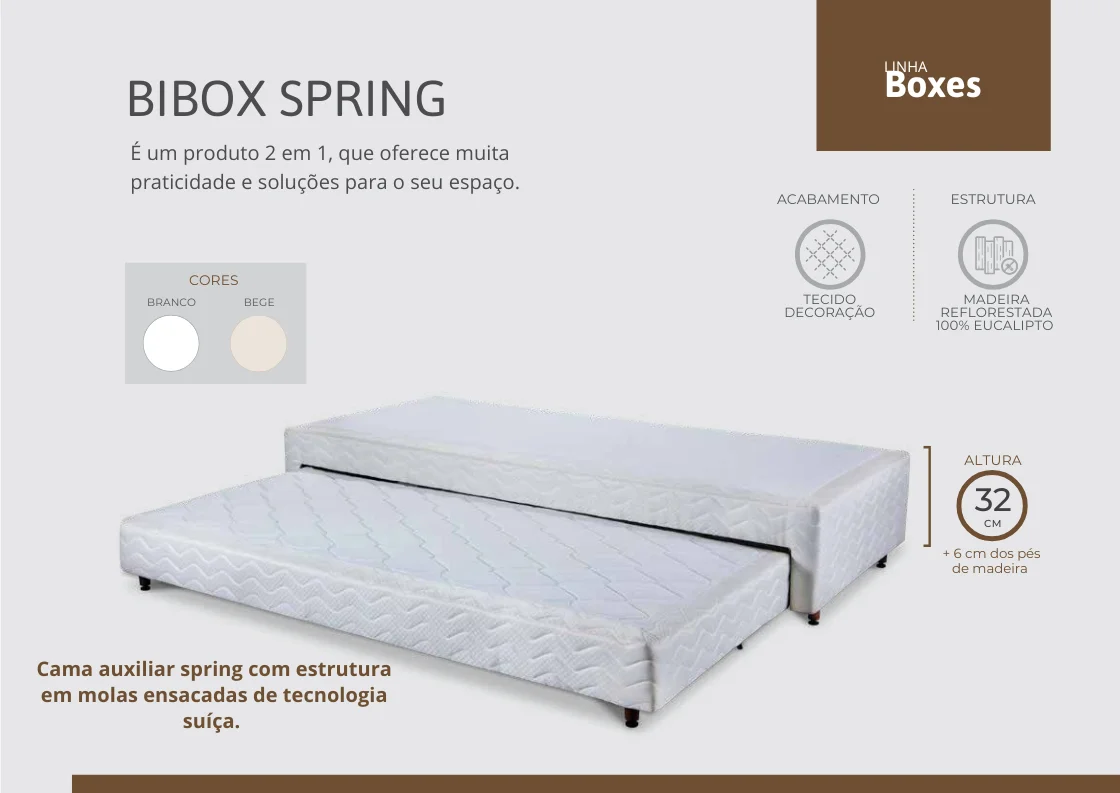 LINHA
Boxes
BIBOX SPRING
É um produto 2 em 1, que oferece muita
praticidade e soluções para o seu espaço.
ACABAMENTO
TECIDO
DECORAÇÃO
ESTRUTURA
MADEIRA
REFLORESTADA
100% EUCALIPTO
CORES
BRANCO
BEGE
ALTURA
32
CM
+ 6 cm dos pés
de madeira
Cama auxiliar spring com estrutura
em molas ensacadas de tecnologia
suíça.